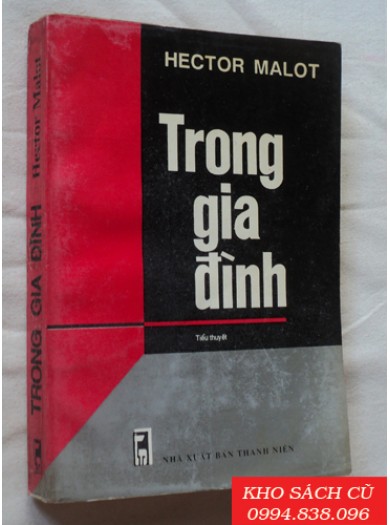 HECTOR MALOT
Trong
gia
đình
Tiểu thuyết
NHÀ XUẤT BẢN THANH NIÊN
TRONG GIA ĐÌNH Hector Malot
KHO SÁCH CŨ
0994.838.096